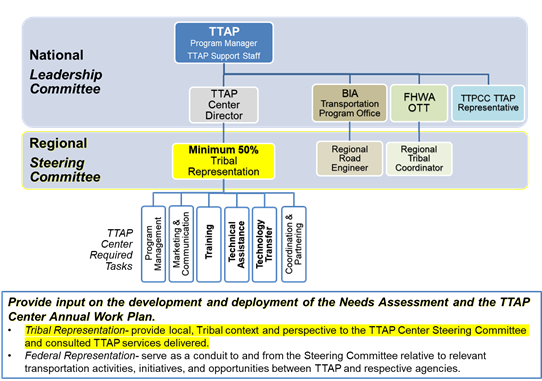 TTAP
Program Manager
TTAP Support Staff
National
Leadership
Committee
TTAP
Center
Director
BIA
Transportation
Program Office
FHWA
OTT
TTPCC TTAP
Representative
Regional
Steering
Committee
Minimum 50%
Tribal
Representation
Regional
Road
Engineer
Regional
Tribal
Coordinator
TTAP
Center
Required
Tasks
Program
Management
Marketing &
Communication
Training
Technical
Assistance
Technology
Transfer
Coordination &
Partnering
Provide input on the development and deployment of the Needs Assessment and the TTAP
Center Annual Work Plan.
• Tribal Representation- provide local, Tribal context and perspective to the TTAP Center Steering Committee
and consulted TTAP services delivered.
• Federal Representation- serve as a conduit to and from the Steering Committee relative to relevant
transportation activities, initiatives, and opportunities between TTAP and respective agencies.